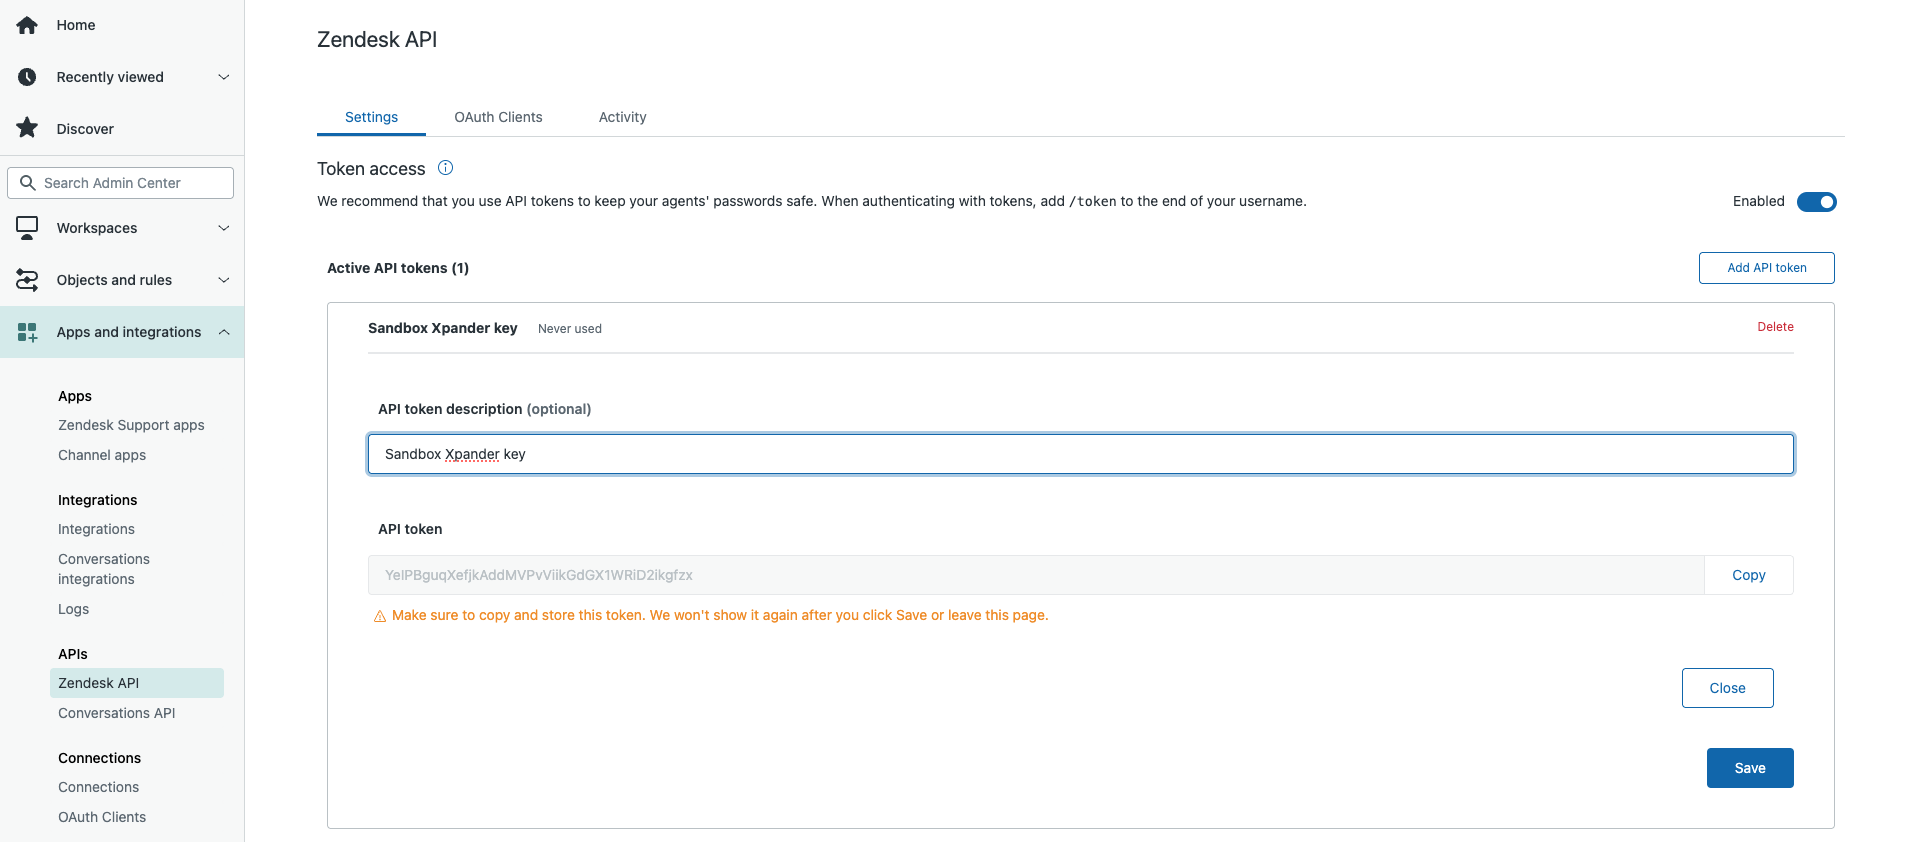 Home
Recently viewed
Discover
Search Admin Center
Workspaces
Objects and rules
Apps and integrations
Apps
Zendesk Support apps
Channel apps
Integrations
Integrations
Conversations
integrations
Logs
APIs
Zendesk API
Conversations API
Connections
Connections
OAuth Clients
Zendesk API
Settings OAuth Clients Activity
Token access
We recommend that you use API tokens to keep your agents' passwords safe. When authenticating with tokens, add /token to the end of your username.
Enabled
Active API tokens (1)
Add API token
Sandbox Xpander key Never used
Delete
API token description (optional)
Sandbox Xpander key
API token
YelPBguqXefjkAddMVPvViikGdGX1WRiD2ikgfzx
Copy
Make sure to copy and store this token. We won't show it again after you click Save or leave this page.
Close
Save